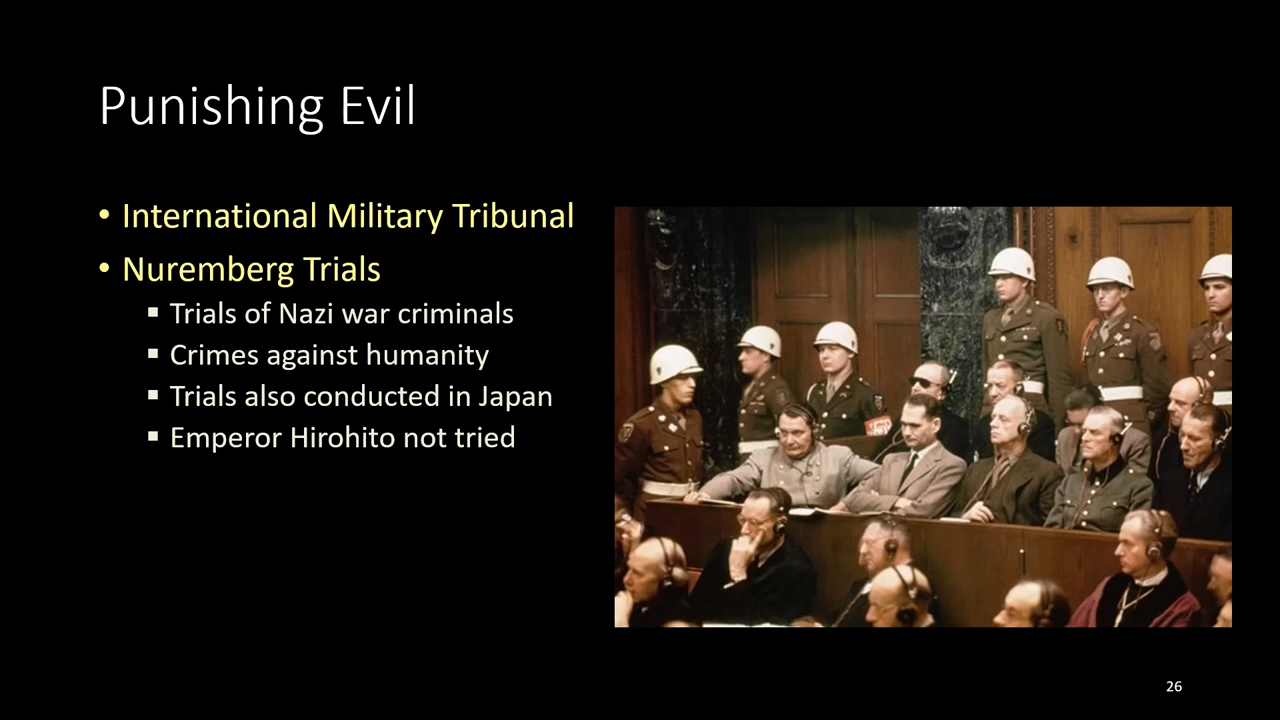 Punishing Evil
• International Military Tribunal
• Nuremberg Trials
▪ Trials of Nazi war criminals
▪ Crimes against humanity
▪ Trials also conducted in Japan
▪ Emperor Hirohito not tried
26